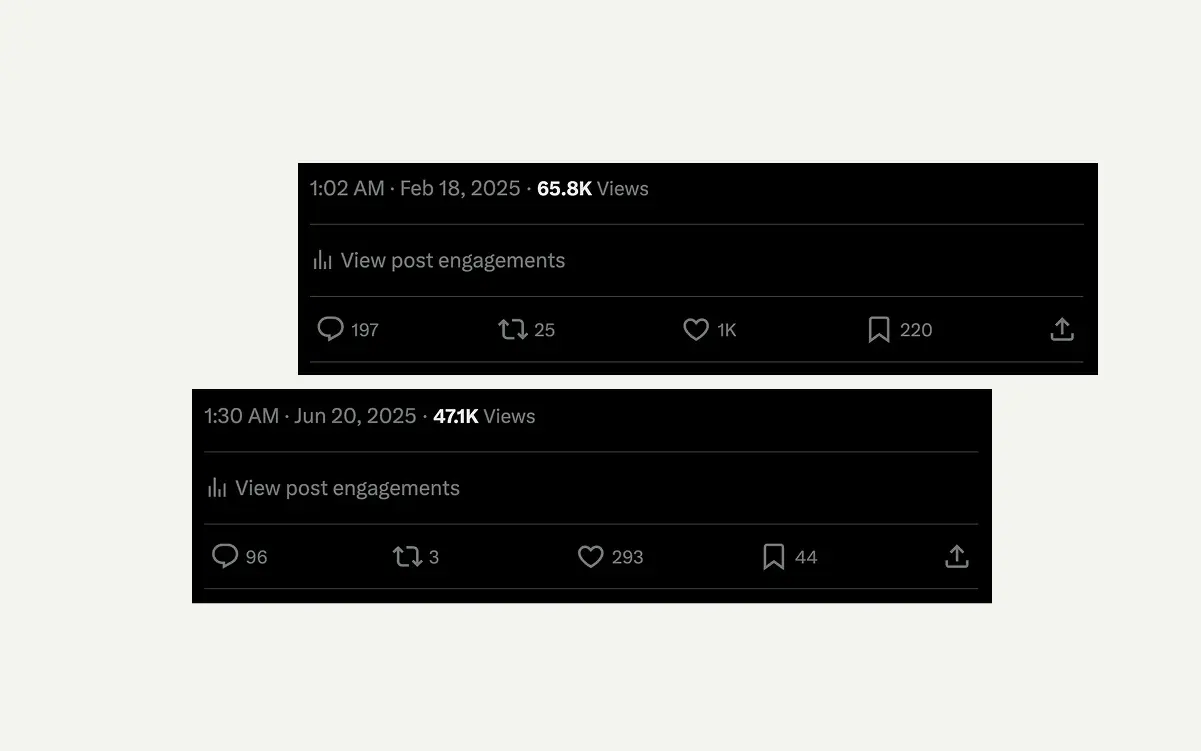 1:02 AM · Feb 18, 2025 · 65.8K Views
View post engagements
197 25 1K 220
1:30 AM · Jun 20, 2025 · 47.1K Views
View post engagements
96 3 293 44